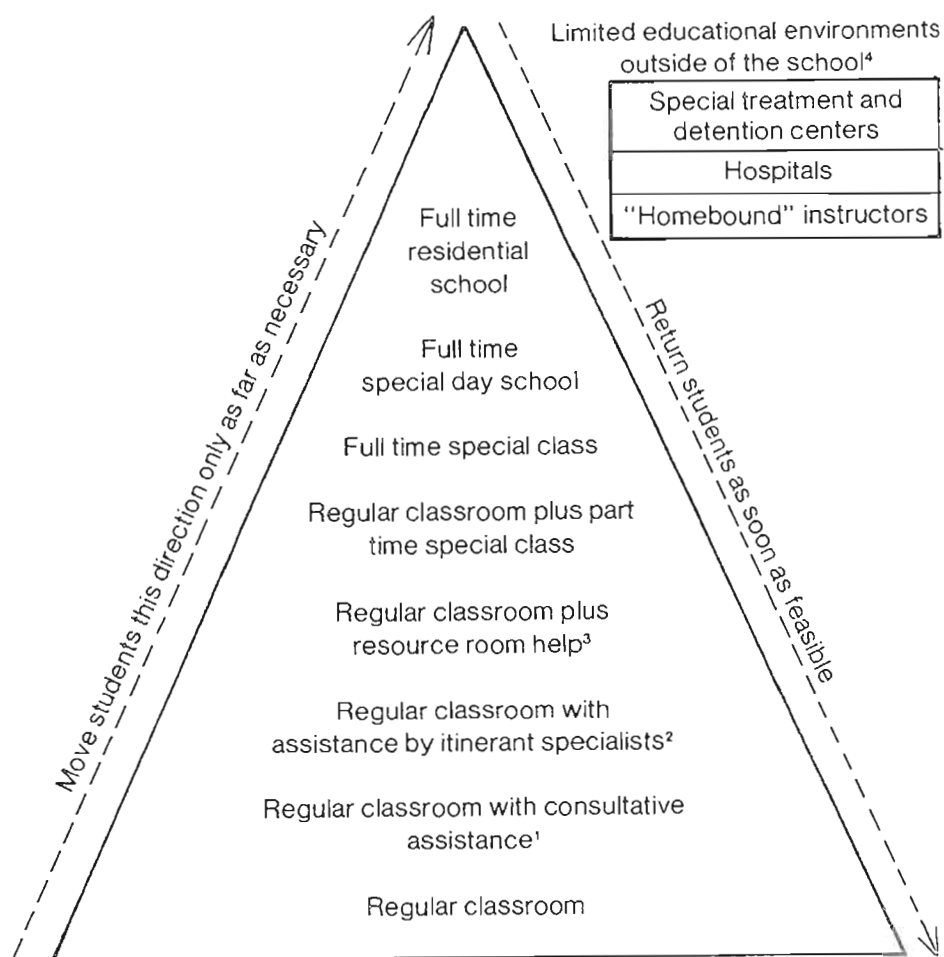 Limited educational environments
outside of the school⁴
Special treatment and
detention centers
Hospitals
"Homebound" instructors
Move students this direction only as far as necessary
Return students as soon as feasible
Full time
residential
school
Full time
special day school
Full time special class
Regular classroom plus part
time special class
Regular classroom plus
resource room help³
Regular classroom with
assistance by itinerant specialists²
Regular classroom with consultative
assistance¹
Regular classroom